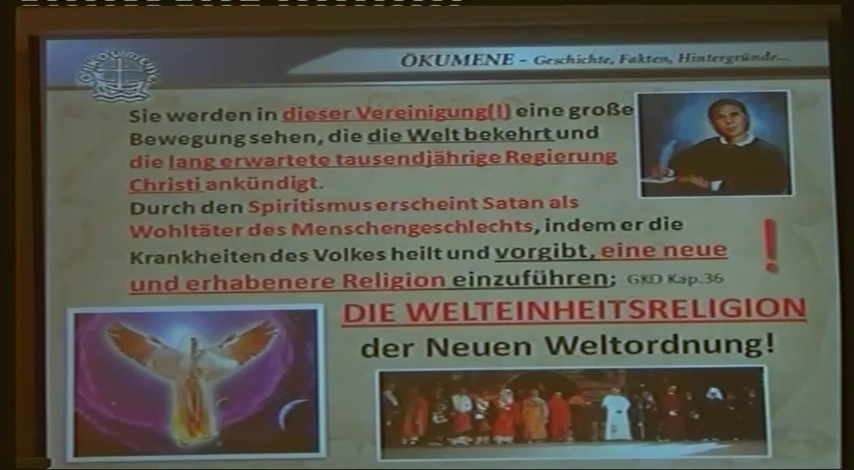 ÖKUMENE - Geschichte, Fakten, Hintergründe...
Sie werden in dieser Vereinigung(!) eine große
Bewegung sehen, die die Welt bekehrt und
die lang erwartete tausendjährige Regierung
Christi ankündigt.
Durch den Spiritismus erscheint Satan als
Wohltäter des Menschengeschlechts, indem er die
Krankheiten des Volkes heilt und vorgibt, eine neue
und erhabenere Religion einzuführen; GKD Kap.36
!
DIE WELTEINHEITSRELIGION
der Neuen Weltordnung!